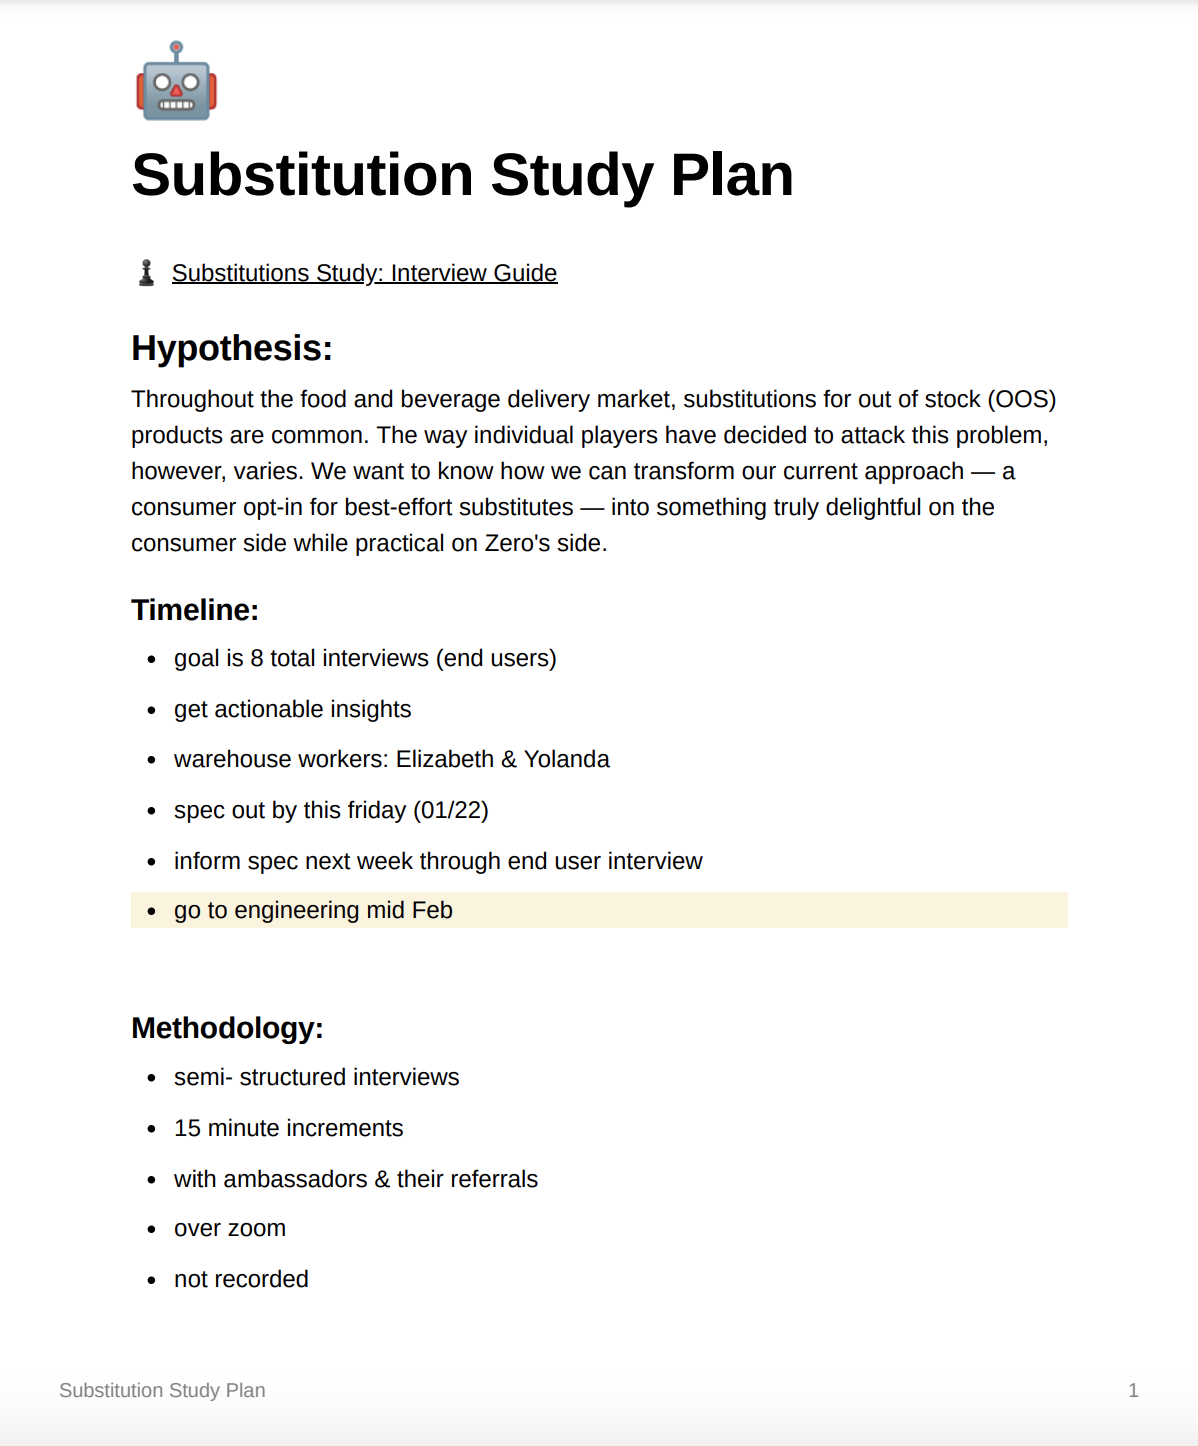 Substitution Study Plan
Substitutions Study: Interview Guide
Hypothesis:
Throughout the food and beverage delivery market, substitutions for out of stock (OOS)
products are common. The way individual players have decided to attack this problem,
however, varies. We want to know how we can transform our current approach — a
consumer opt-in for best-effort substitutes — into something truly delightful on the
consumer side while practical on Zero's side.
Timeline:
• goal is 8 total interviews (end users)
• get actionable insights
• warehouse workers: Elizabeth & Yolanda
• spec out by this friday (01/22)
• inform spec next week through end user interview
• go to engineering mid Feb
Methodology:
• semi- structured interviews
• 15 minute increments
• with ambassadors & their referrals
• over zoom
• not recorded
Substitution Study Plan 1